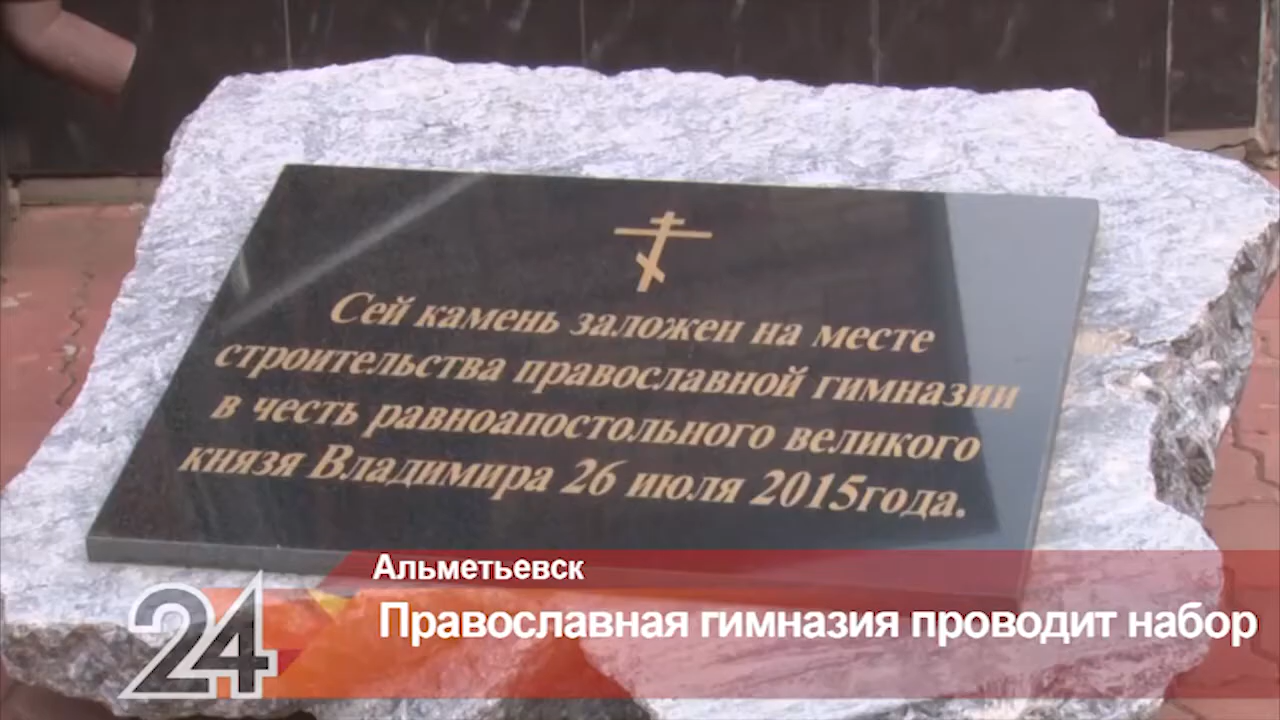 Сей камень заложен на месте
строительства православной гимназии
в честь равноапостольного великого
князя Владимира 26 июля 2015года.
Альметьевск
Православная гимназия проводит набор
24